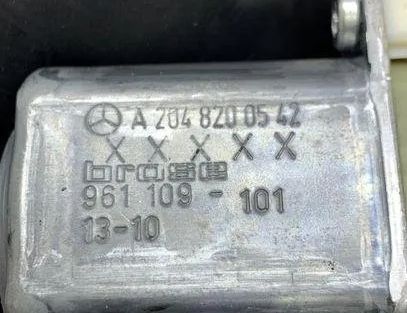 A 204 820 05 42
X X X X X
brose
961 109 - 101
13-10